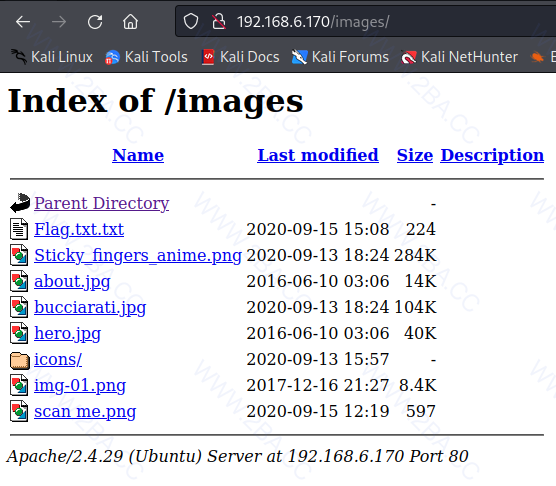 192.168.6.170/images/
Kali Linux Kali Tools Kali Docs Kali Forums Kali NetHunter E
Index of /images
Name Last modified Size Description
Parent Directory -
Flag.txt.txt 2020-09-15 15:08 224
Sticky_fingers_anime.png 2020-09-13 18:24 284K
about.jpg 2016-06-10 03:06 14K
bucciarati.jpg 2020-09-13 18:24 104K
hero.jpg 2016-06-10 03:06 40K
icons/ 2020-09-13 15:57 -
img-01.png 2017-12-16 21:27 8.4K
scan me.png 2020-09-15 12:19 597
Apache/2.4.29 (Ubuntu) Server at 192.168.6.170 Port 80
WWW.2BA.CC